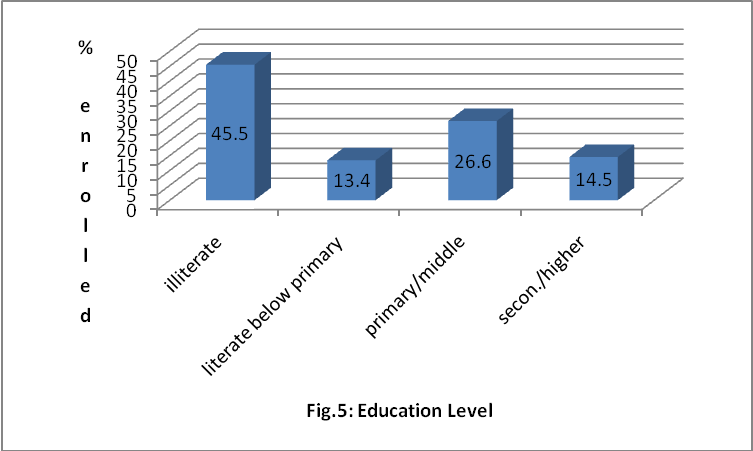 % enrolled
50
45
40
35
30
25
20
15
10
5
0
45.5
13.4
26.6
14.5
illiterate
literate below primary
primary/middle
secon./higher
Fig.5: Education Level